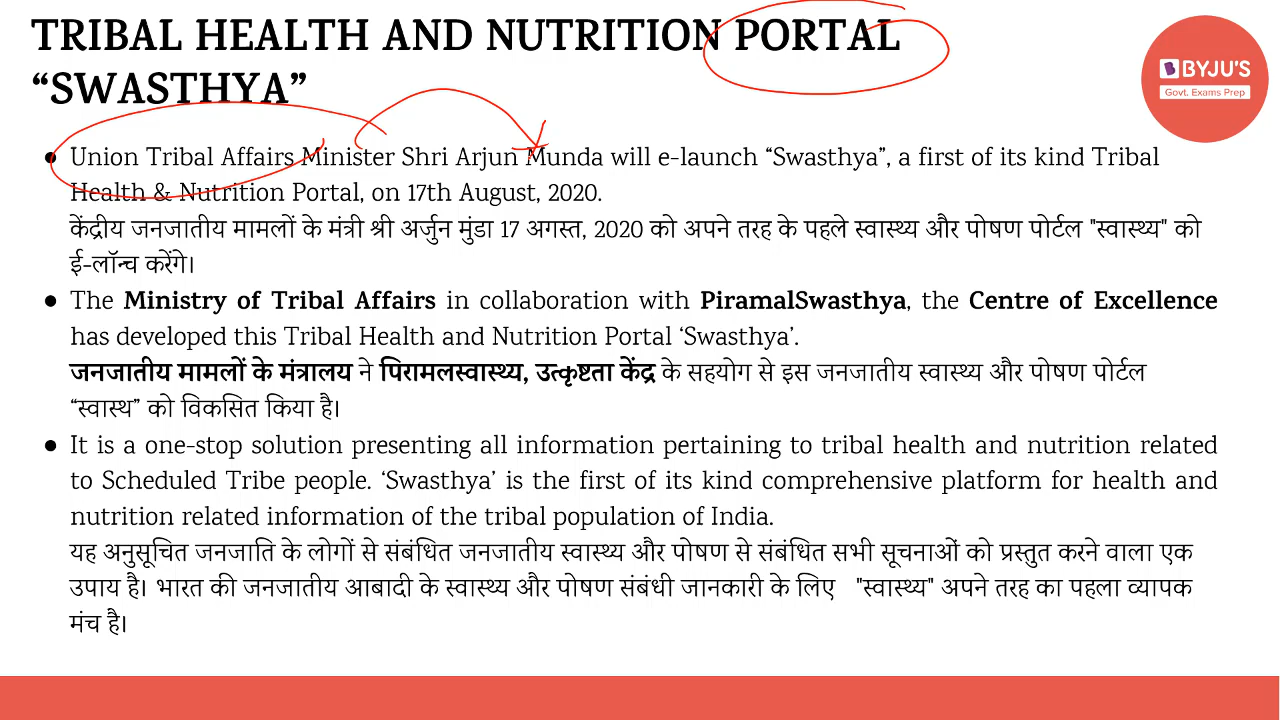 TRIBAL HEALTH AND NUTRITION PORTAL
“SWASTHYA”
BYJU'S
Govt. Exams Prep
● Union Tribal Affairs Minister Shri Arjun Munda will e-launch “Swasthya”, a first of its kind Tribal
Health & Nutrition Portal, on 17th August, 2020.
केंद्रीय जनजातीय मामलों के मंत्री श्री अर्जुन मुंडा 17 अगस्त, 2020 को अपने तरह के पहले स्वास्थ्य और पोषण पोर्टल "स्वास्थ्य" को
ई-लॉन्च करेंगे।
● The Ministry of Tribal Affairs in collaboration with PiramalSwasthya, the Centre of Excellence
has developed this Tribal Health and Nutrition Portal ‘Swasthya’.
जनजातीय मामलों के मंत्रालय ने पिरामलस्वास्थ्य, उत्कृष्टता केंद्र के सहयोग से इस जनजातीय स्वास्थ्य और पोषण पोर्टल
“स्वास्थ” को विकसित किया है।
● It is a one-stop solution presenting all information pertaining to tribal health and nutrition related
to Scheduled Tribe people. ‘Swasthya’ is the first of its kind comprehensive platform for health and
nutrition related information of the tribal population of India.
यह अनुसूचित जनजाति के लोगों से संबंधित जनजातीय स्वास्थ्य और पोषण से संबंधित सभी सूचनाओं को प्रस्तुत करने वाला एक
उपाय है। भारत की जनजातीय आबादी के स्वास्थ्य और पोषण संबंधी जानकारी के लिए "स्वास्थ्य" अपने तरह का पहला व्यापक
मंच है।